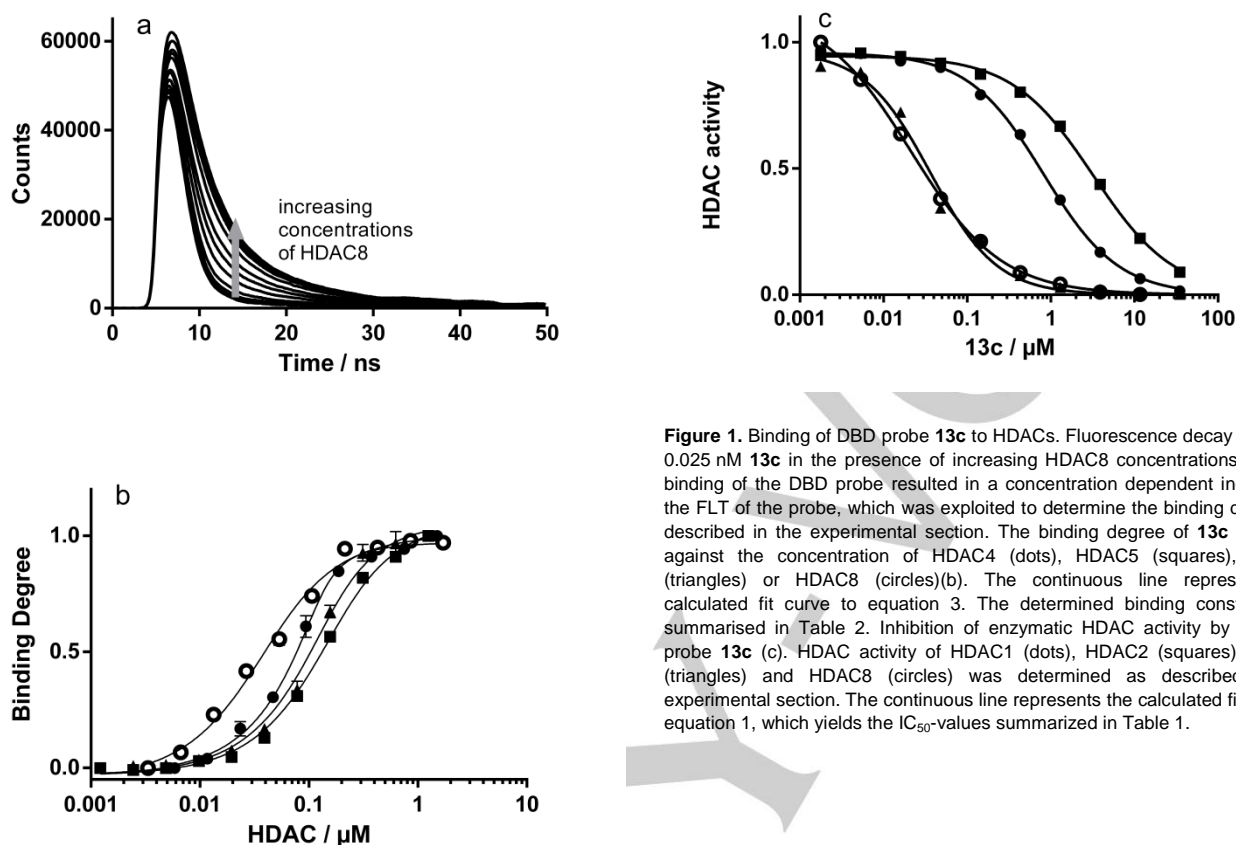 a
60000
40000
20000
0
Counts
increasing
concentrations
of HDAC8
0 10 20 30 40 50
Time / ns
c
1.0
0.5
0.0
HDAC activity
0.001 0.01 0.1 1 10 100
13c / µM
b
1.0
0.5
0.0
Binding Degree
0.001 0.01 0.1 1 10
HDAC / µM
Figure 1. Binding of DBD probe 13c to HDACs. Fluorescence decay
0.025 nM 13c in the presence of increasing HDAC8 concentrations
binding of the DBD probe resulted in a concentration dependent in
the FLT of the probe, which was exploited to determine the binding
described in the experimental section. The binding degree of 13c
against the concentration of HDAC4 (dots), HDAC5 (squares),
(triangles) or HDAC8 (circles)(b). The continuous line
calculated fit curve to equation 3. The determined binding
summarised in Table 2. Inhibition of enzymatic HDAC activity by
probe 13c (c). HDAC activity of HDAC1 (dots), HDAC2 (squares)
(triangles) and HDAC8 (circles) was determined as described
experimental section. The continuous line represents the calculated
equation 1, which yields the IC₅₀-values summarized in Table 1.